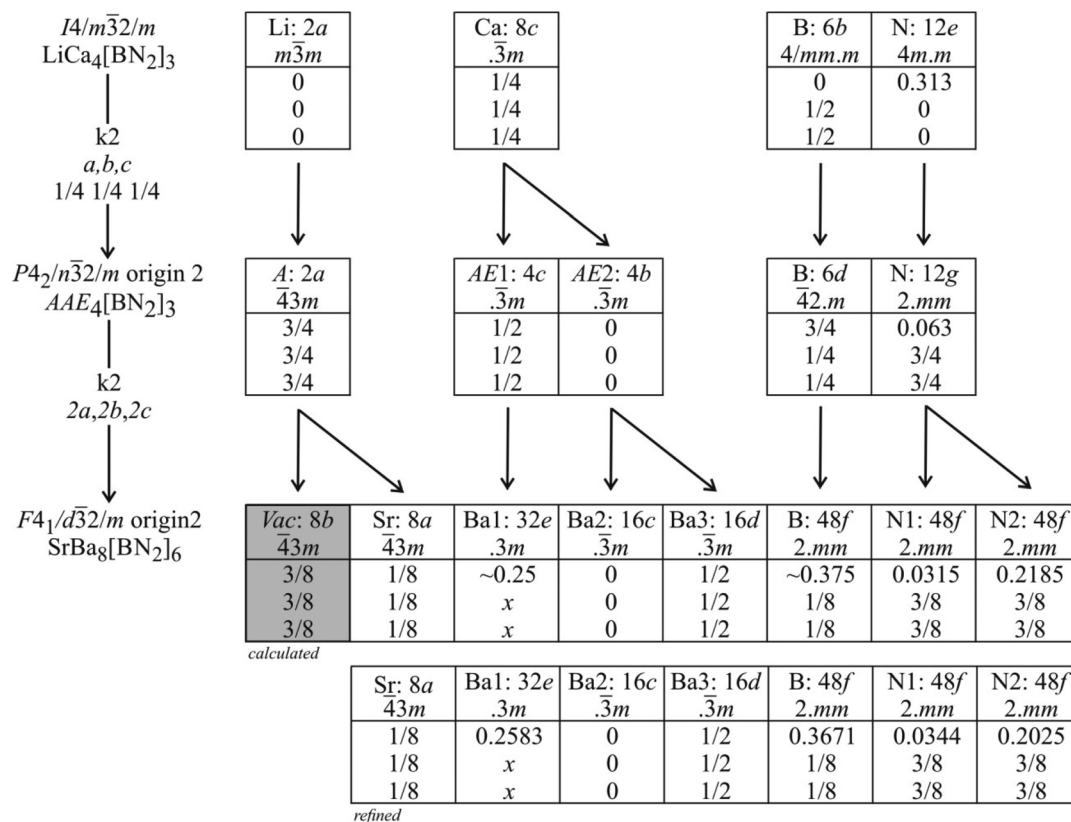 I4/m3̅2/m
LiCa₄[BN₂]₃
Li: 2a Ca: 8c B: 6b N: 12e
m3̅m .3̅m 4/mm.m 4m.m
0 1/4 0 0.313
0 1/4 1/2 0
0 1/4 1/2 0
k2
a,b,c
1/4 1/4 1/4
P4₂/n3̅2/m origin 2
AAE₄[BN₂]₃
A: 2a AE1: 4c AE2: 4b B: 6d N: 12g
4̅3m .3̅m .3̅m 4̅2.m 2.mm
3/4 1/2 0 3/4 0.063
3/4 1/2 0 1/4 3/4
3/4 1/2 0 1/4 3/4
k2
2a,2b,2c
F4₁/d3̅2/m origin2
SrBa₈[BN₂]₆
Vac: 8b Sr: 8a Ba1: 32e Ba2: 16c Ba3: 16d B: 48f N1: 48f N2: 48f
4̅3m 4̅3m .3m .3̅m .3̅m 2.mm 2.mm 2.mm
3/8 1/8 ~0.25 0 1/2 ~0.375 0.0315 0.2185
3/8 1/8 x 0 1/2 1/8 3/8 3/8
3/8 1/8 x 0 1/2 1/8 3/8 3/8
calculated
Sr: 8a Ba1: 32e Ba2: 16c Ba3: 16d B: 48f N1: 48f N2: 48f
4̅3m .3m .3̅m .3̅m 2.mm 2.mm 2.mm
1/8 0.2583 0 1/2 0.3671 0.0344 0.2025
1/8 x 0 1/2 1/8 3/8 3/8
1/8 x 0 1/2 1/8 3/8 3/8
refined